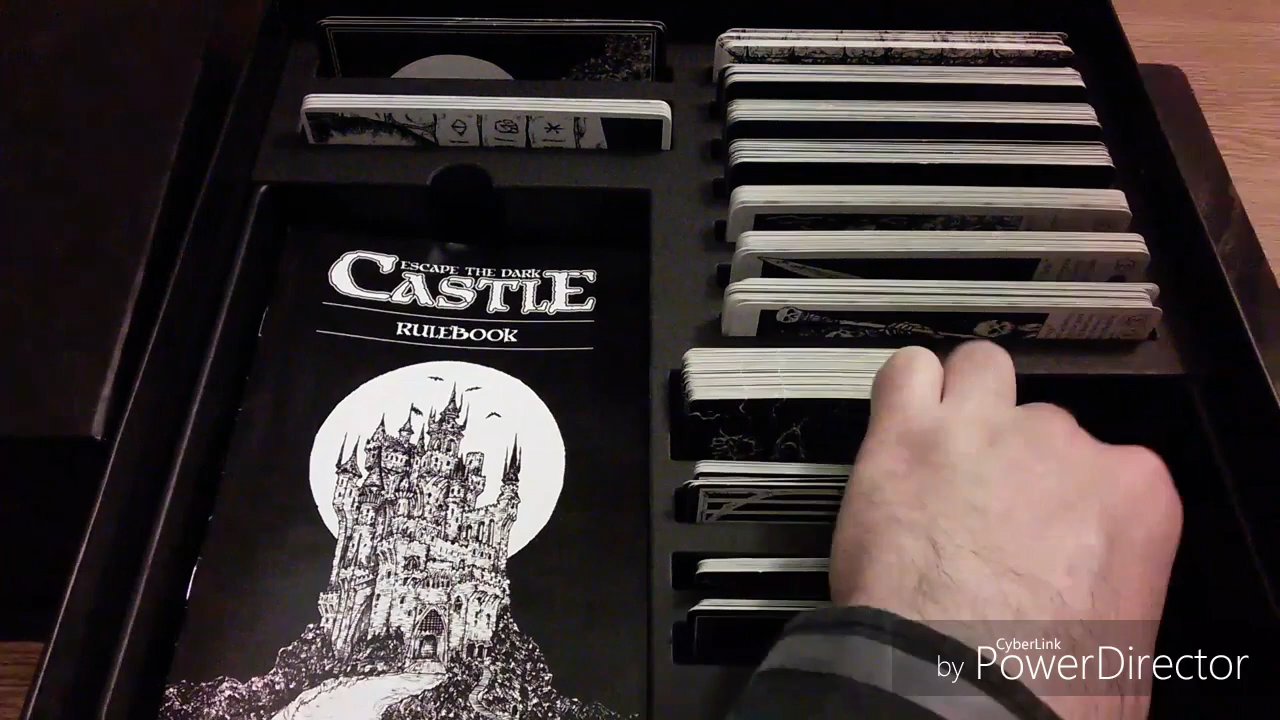 ESCAPE THE DARK
CASTLE
RULEBOOK
CyberLink
by PowerDirector